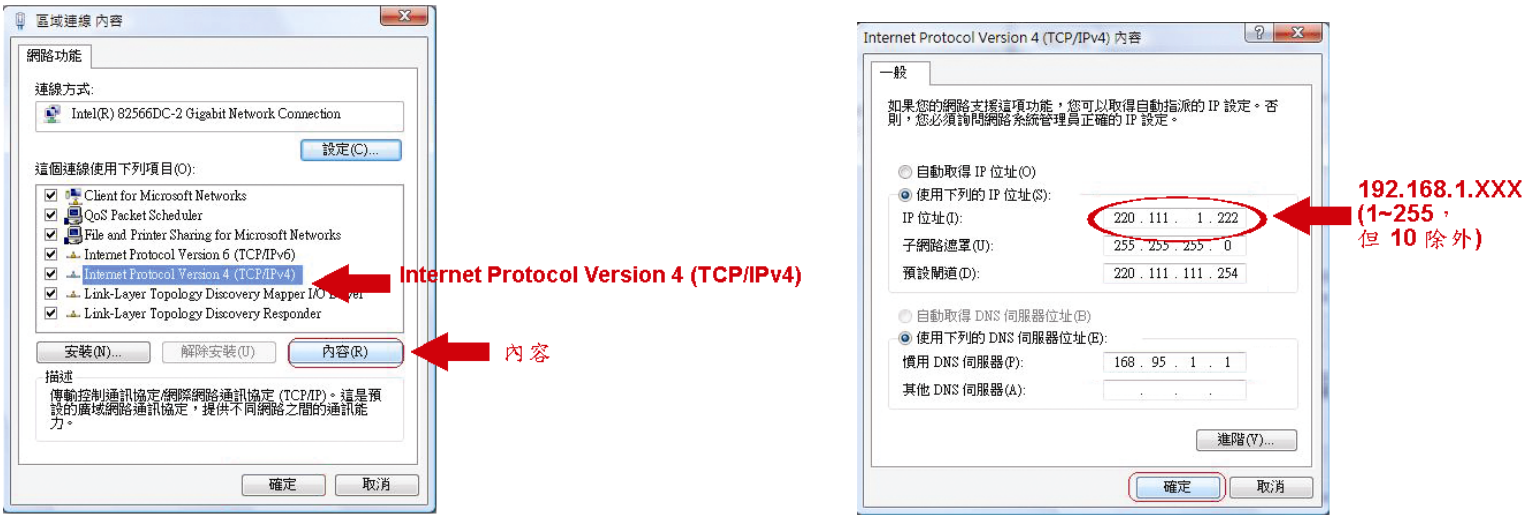 區域連線 內容
網路功能
連線方式:
Intel(R) 82566DC-2 Gigabit Network Connection
設定(C)...
這個連線使用下列項目(O):
Client for Microsoft Networks
QoS Packet Scheduler
File and Printer Sharing for Microsoft Networks
Internet Protocol Version 6 (TCP/IPv6)
Internet Protocol Version 4 (TCP/IPv4)
Link-Layer Topology Discovery Mapper I/O Driver
Link-Layer Topology Discovery Responder
安裝(N)...
解除安裝(U)
內容(R)
描述
傳輸控制通訊協定/網際網路通訊協定 (TCP/IP)。這是預
設的廣域網路通訊協定，提供不同網路之間的通訊能
力。
確定
取消
Internet Protocol Version 4 (TCP/IPv4)
內容
Internet Protocol Version 4 (TCP/IPv4) 內容
一般
如果您的網路支援這項功能，您可以取得自動指派的 IP 設定。否
則，您必須詢問網路系統管理員正確的 IP 設定。
自動取得 IP 位址(O)
使用下列的 IP 位址(S):
IP 位址(I): 220 . 111 . 1 . 222
子網路遮罩(U): 255 . 255 . 255 . 0
預設閘道(D): 220 . 111 . 111 . 254
自動取得 DNS 伺服器位址(B)
使用下列的 DNS 伺服器位址(E):
慣用 DNS 伺服器(P): 168 . 95 . 1 . 1
其他 DNS 伺服器(A): . . .
進階(V)...
確定
取消
192.168.1.XXX
(1~255，
但 10 除外)